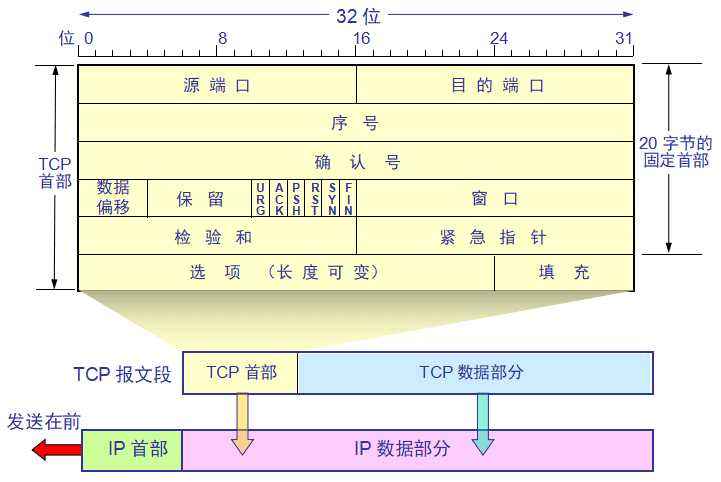 32 位
位 0 8 16 24 31
源 端 口 目 的 端 口
序 号
TCP
首部
确 认 号
20 字节的
固定首部
数据
偏移
保 留
URG
ACK
PSH
RST
SYN
FIN
窗 口
检 验 和 紧 急 指 针
选 项 （长 度 可 变） 填 充
TCP 报文段 TCP 首部 TCP 数据部分
发送在前
IP 首部 IP 数据部分